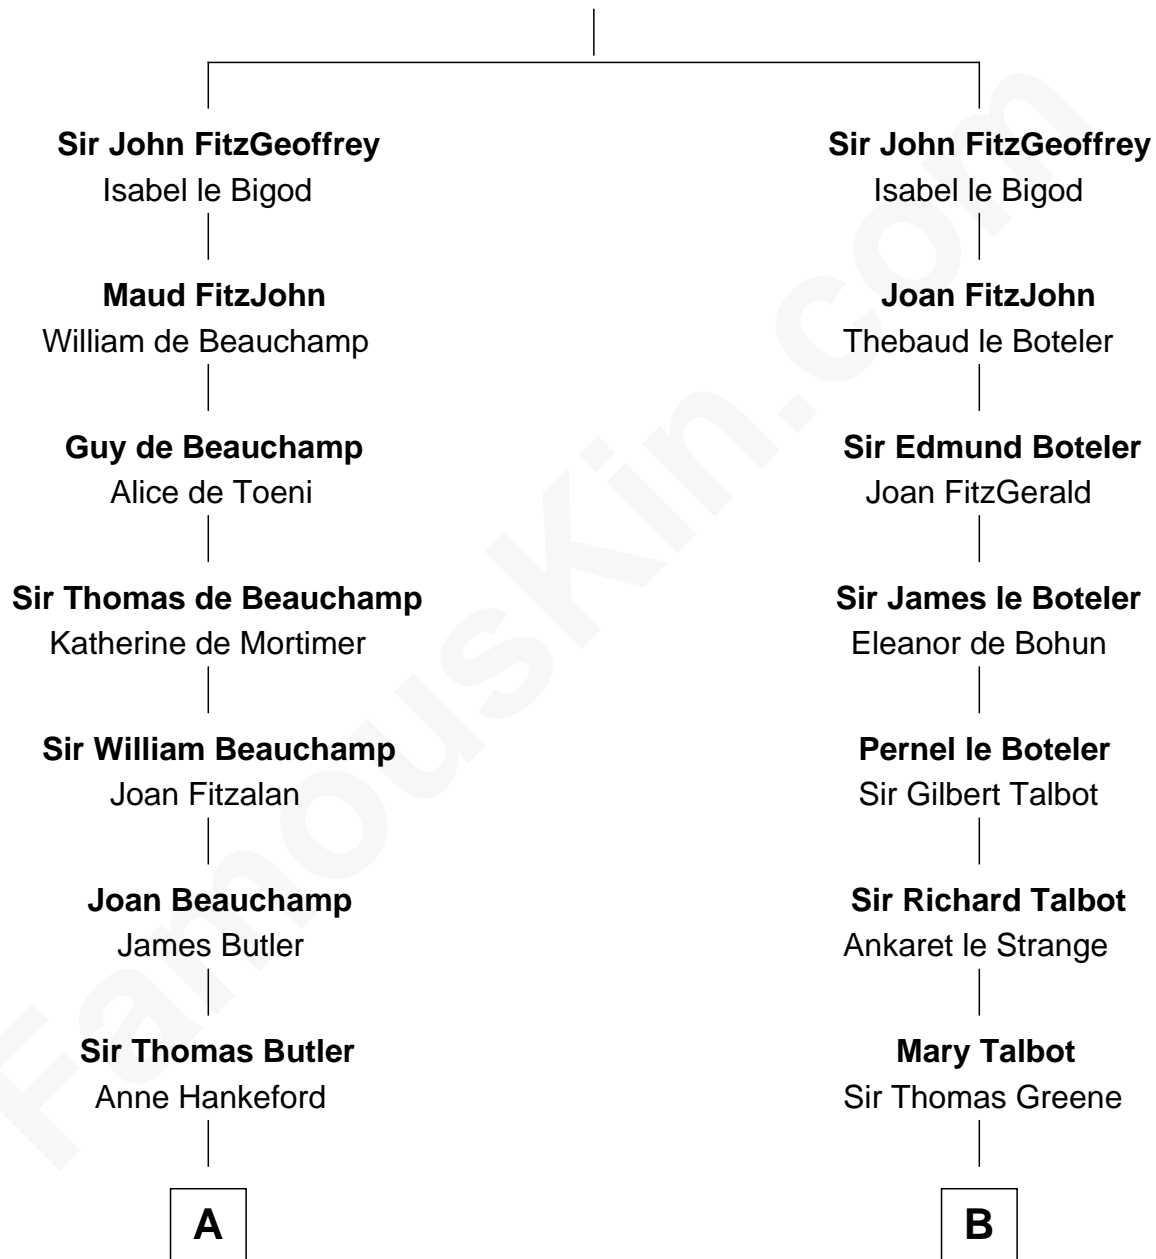 Sir John FitzGeoffrey
Isabel le Bigod
Maud FitzJohn
William de Beauchamp
Guy de Beauchamp
Alice de Toeni
Sir Thomas de Beauchamp
Katherine de Mortimer
Sir William Beauchamp
Joan Fitzalan
Joan Beauchamp
James Butler
Sir Thomas Butler
Anne Hankeford
A
Sir John FitzGeoffrey
Isabel le Bigod
Joan FitzJohn
Thebaud le Boteler
Sir Edmund Boteler
Joan FitzGerald
Sir James le Boteler
Eleanor de Bohun
Pernel le Boteler
Sir Gilbert Talbot
Sir Richard Talbot
Ankaret le Strange
Mary Talbot
Sir Thomas Greene
B
FamousKin.com